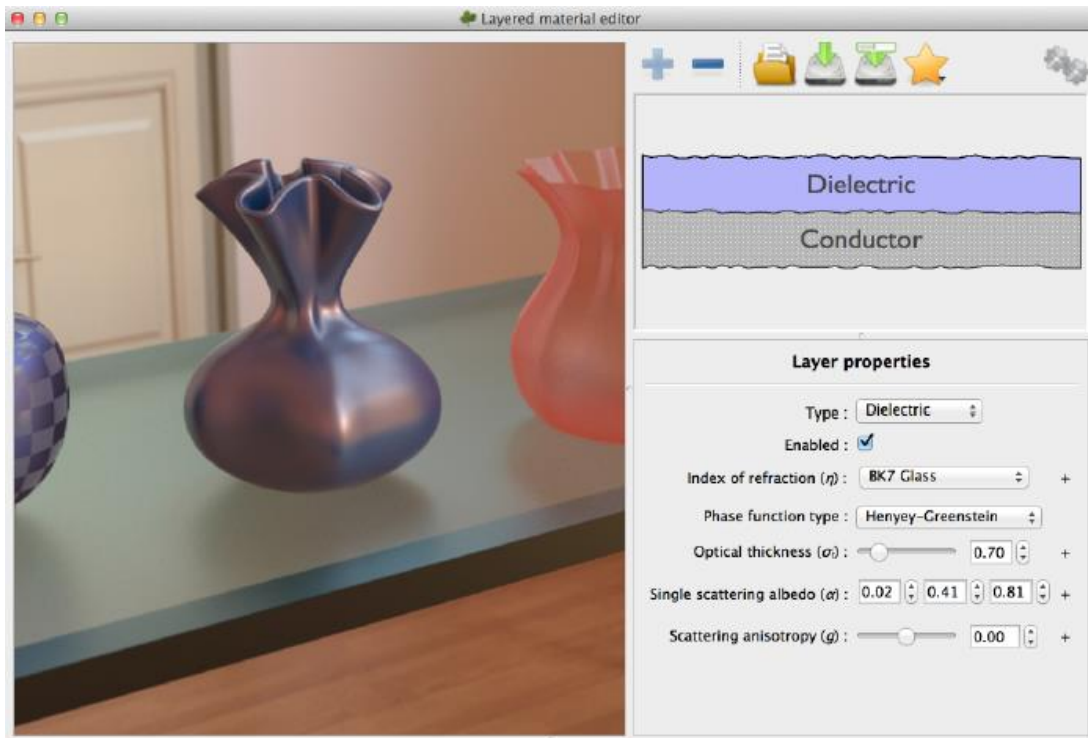 Layered material editor
Dielectric
Conductor
Layer properties
Type : Dielectric
Enabled :
Index of refraction (η) : BK7 Glass +
Phase function type : Henyey-Greenstein
Optical thickness (σₜ) : 0.70 +
Single scattering albedo (α) : 0.02 0.41 0.81 +
Scattering anisotropy (g) : 0.00 +